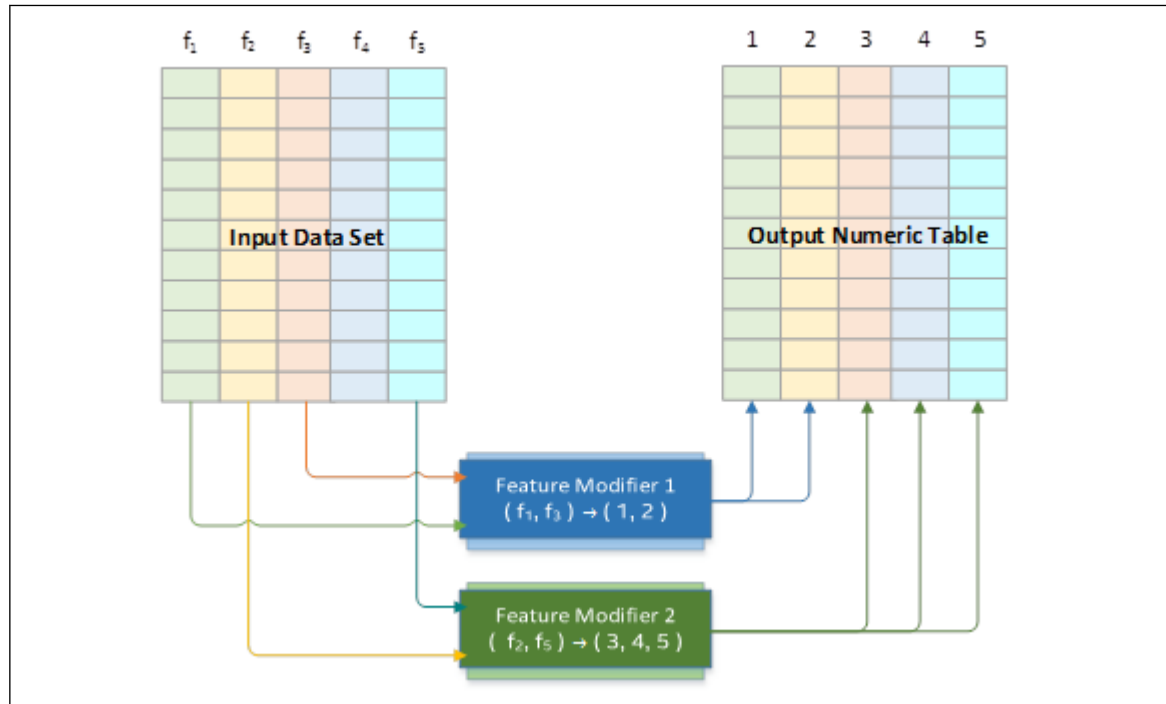 f₁ f₂ f₃ f₄ f₅
1 2 3 4 5
Input Data Set
Output Numeric Table
Feature Modifier 1
( f₁, f₃ ) → ( 1, 2 )
Feature Modifier 2
( f₂, f₅ ) → ( 3, 4, 5 )